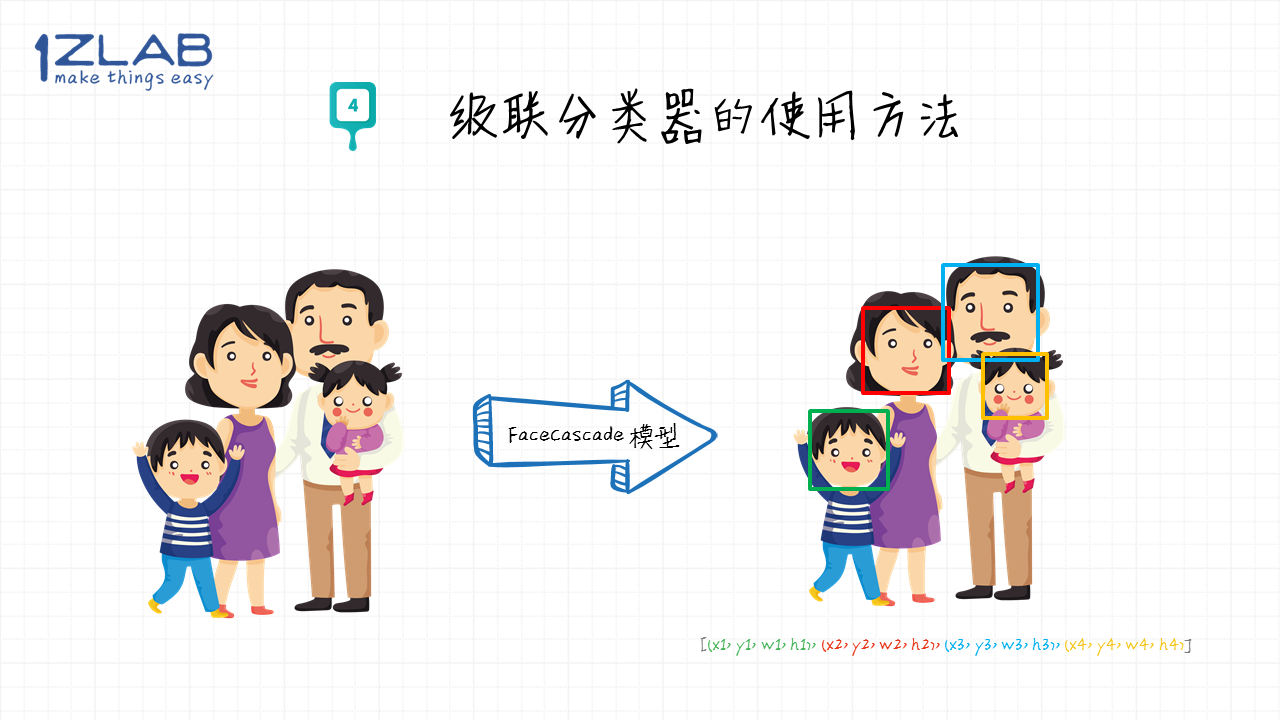 1ZLAB
make things easy
4
级联分类器的使用方法
FaceCascade 模型
[(x1, y1, w1, h1), (x2, y2, w2, h2), (x3, y3, w3, h3), (x4, y4, w4, h4)]